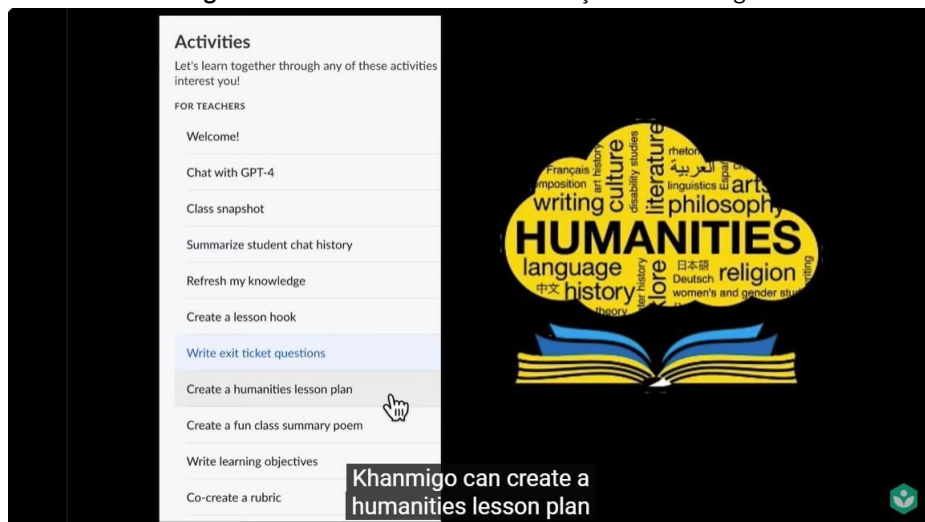 Activities
Let's learn together through any of these activities
interest you!
FOR TEACHERS
Welcome!
Chat with GPT-4
Class snapshot
Summarize student chat history
Refresh my knowledge
Create a lesson hook
Write exit ticket questions
Create a humanities lesson plan
Create a fun class summary poem
Write learning objectives
Co-create a rubric
Français
mposition
art history
culture
disability studies
literature
rhetor
العربية
linguistics
Espa
arts
writing
philosophy
HUMANITIES
language
日本語
Deutsch
religion
中文
history
women's and gender stu
theory
Khanmigo can create a
humanities lesson plan